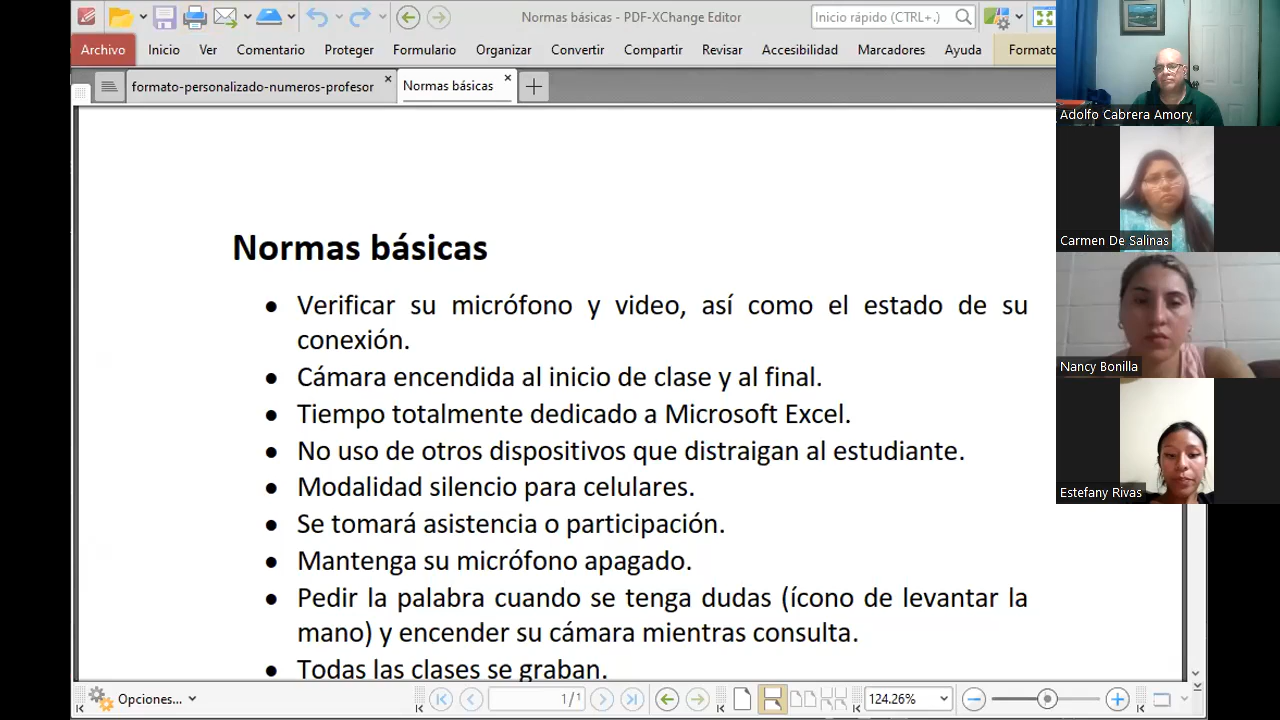 Normas básicas - PDF-XChange Editor
Inicio rápido (CTRL+.)
Archivo Inicio Ver Comentario Proteger Formulario Organizar Convertir Compartir Revisar Accesibilidad Marcadores Ayuda Formato
formato-personalizado-numeros-profesor Normas básicas
Normas básicas
• Verificar su micrófono y video, así como el estado de su
conexión.
• Cámara encendida al inicio de clase y al final.
• Tiempo totalmente dedicado a Microsoft Excel.
• No uso de otros dispositivos que distraigan al estudiante.
• Modalidad silencio para celulares.
• Se tomará asistencia o participación.
• Mantenga su micrófono apagado.
• Pedir la palabra cuando se tenga dudas (ícono de levantar la
mano) y encender su cámara mientras consulta.
• Todas las clases se graban.
Opciones...
1/1
124.26%
Adolfo Cabrera Amory
Carmen De Salinas
Nancy Bonilla
Estefany Rivas